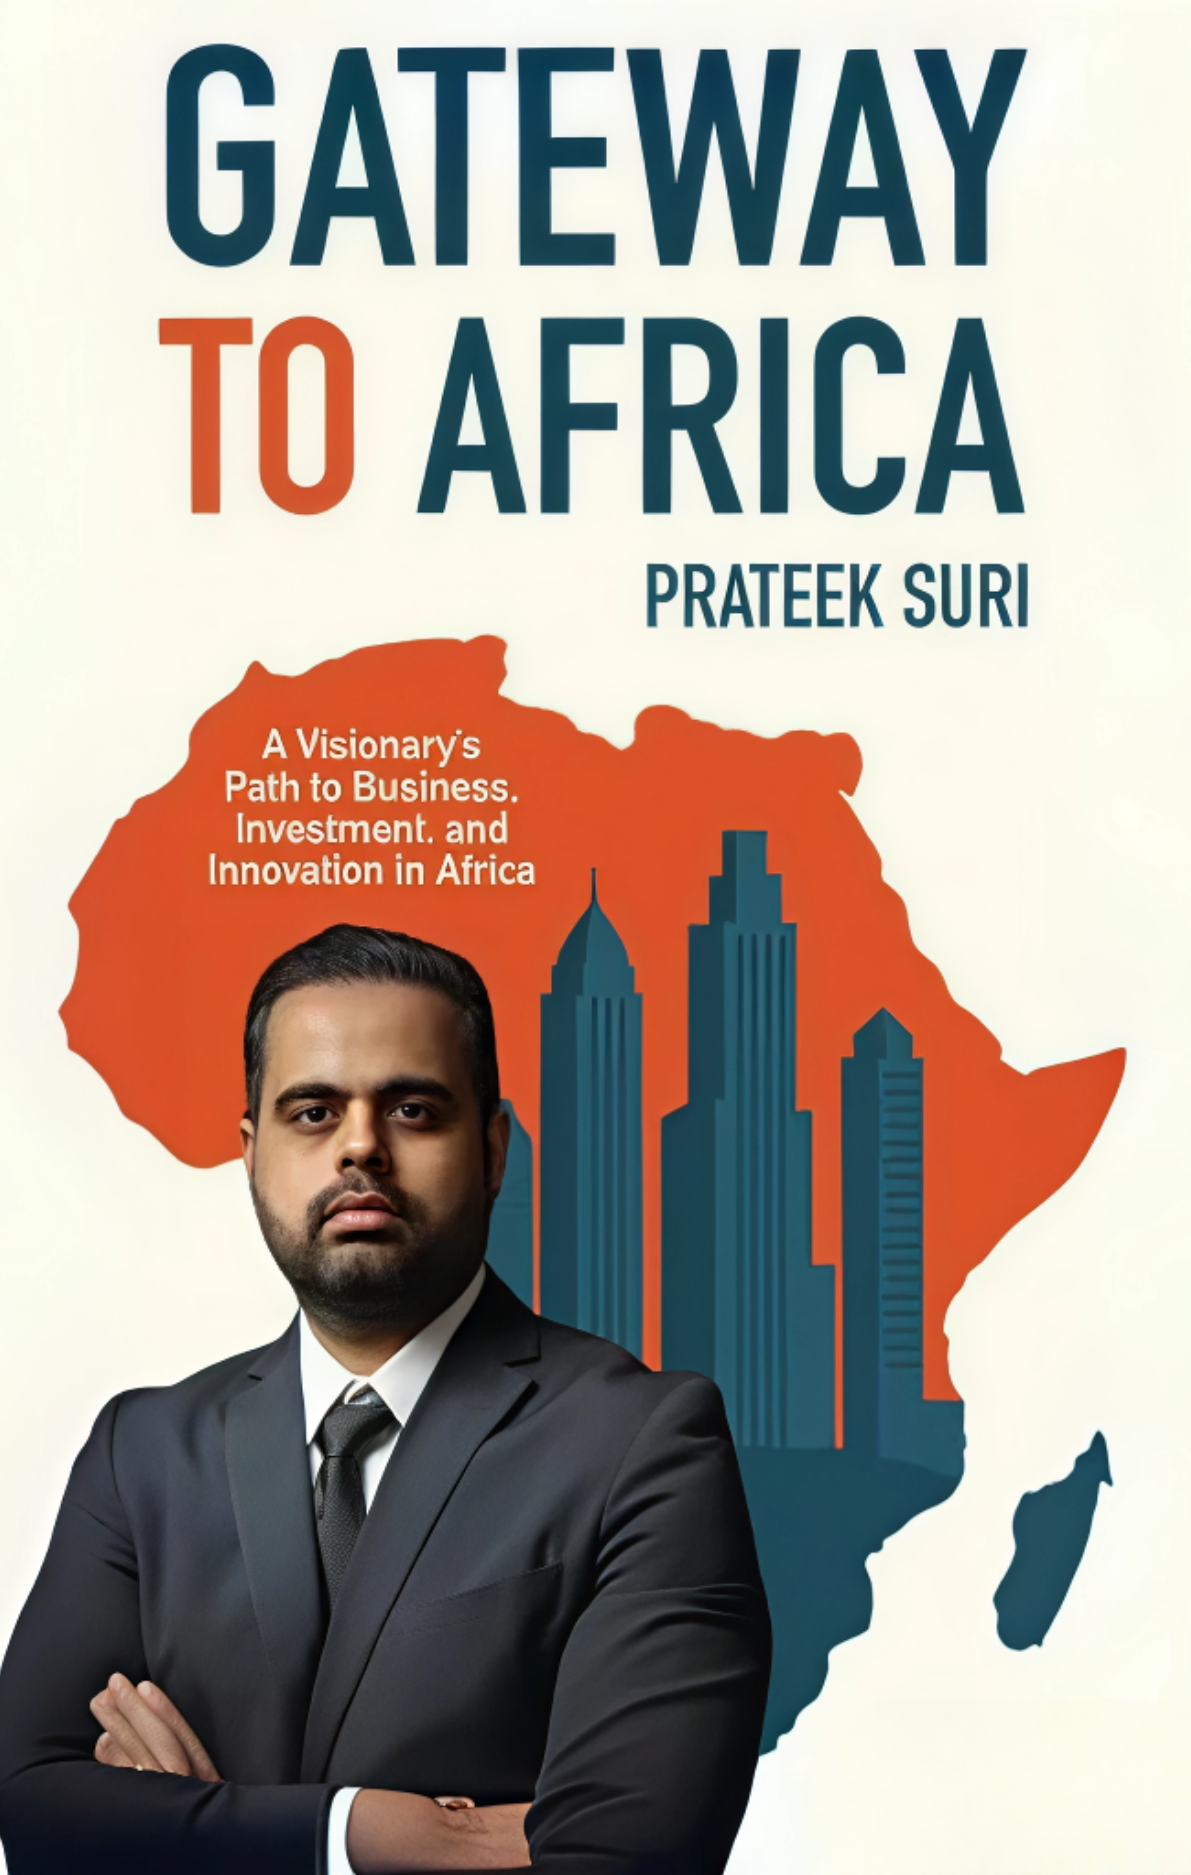 GATEWAY
TO AFRICA
PRATEEK SURI
A Visionary's
Path to Business.
Investment. and
Innovation in Africa